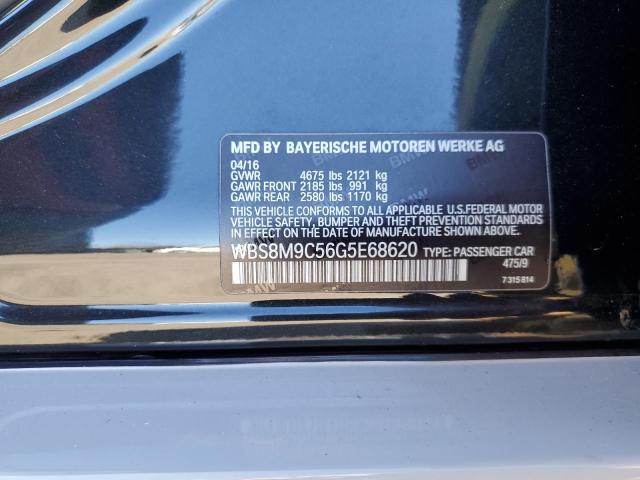 MFD BY BAYERISCHE MOTOREN WERKE AG
04/16
GVWR 4675 lbs 2121 kg
GAWR FRONT 2185 lbs 991 kg
GAWR REAR 2580 lbs 1170 kg
THIS VEHICLE CONFORMS TO ALL APPLICABLE U.S.FEDERAL MOTOR
VEHICLE SAFETY, BUMPER AND THEFT PREVENTION STANDARDS
IN EFFECT ON THE DATE OF MANUFACTURE SHOWN ABOVE.
WBS8M9C56G5E68620 TYPE: PASSENGER CAR
475/9
7315814